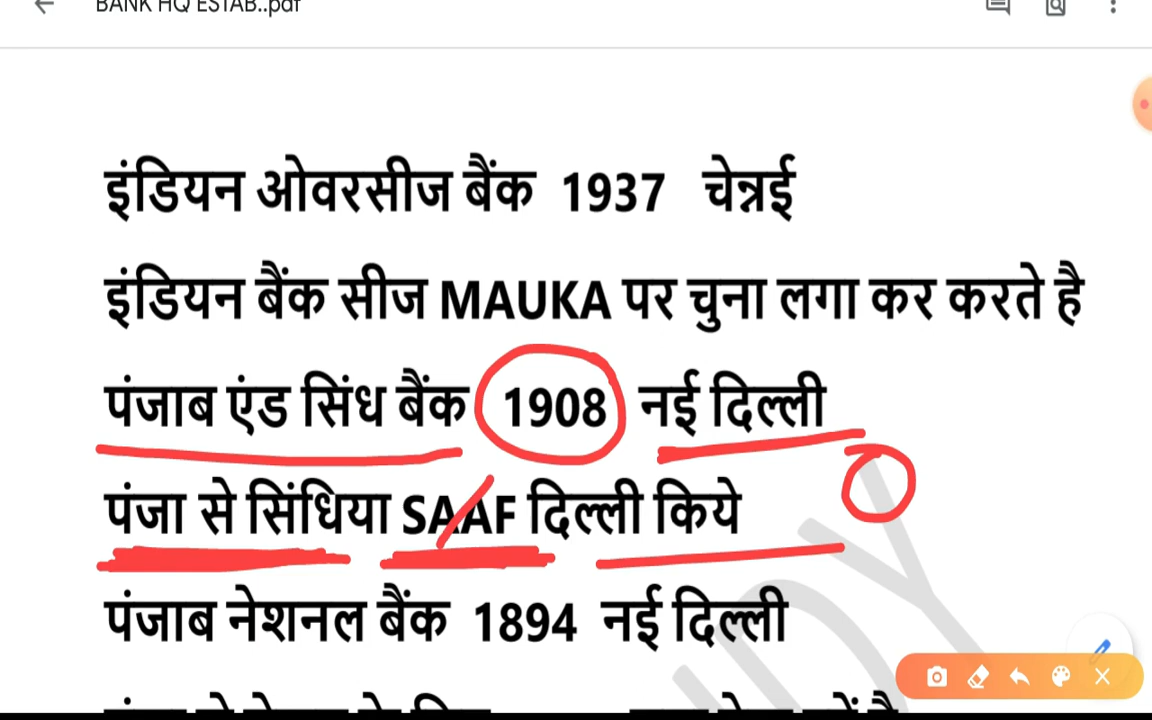 BANK HQ ESTAB..pdf
इंडियन ओवरसीज बैंक 1937 चेन्नई
इंडियन बैंक सीज MAUKA पर चुना लगा कर करते है
पंजाब एंड सिंध बैंक 1908 नई दिल्ली
पंजा से सिंधिया SAAF दिल्ली किये
पंजाब नेशनल बैंक 1894 नई दिल्ली